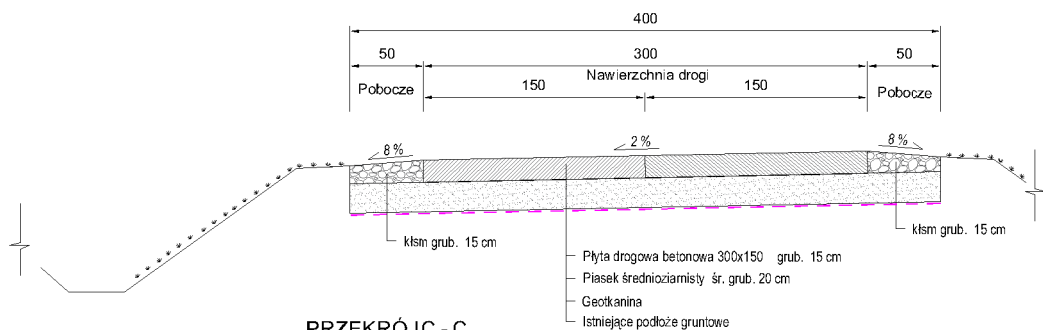 400
50 300 50
Nawierzchnia drogi
Pobocze 150 150 Pobocze
8% 2% 8%
kłsm grub. 15 cm
kłsm grub. 15 cm
Płyta drogowa betonowa 300x150 grub. 15 cm
Piasek średnioziarnisty śr. grub. 20 cm
Geotkanina
Istniejące podłoże gruntowe
PRZEKRÓJ C - C